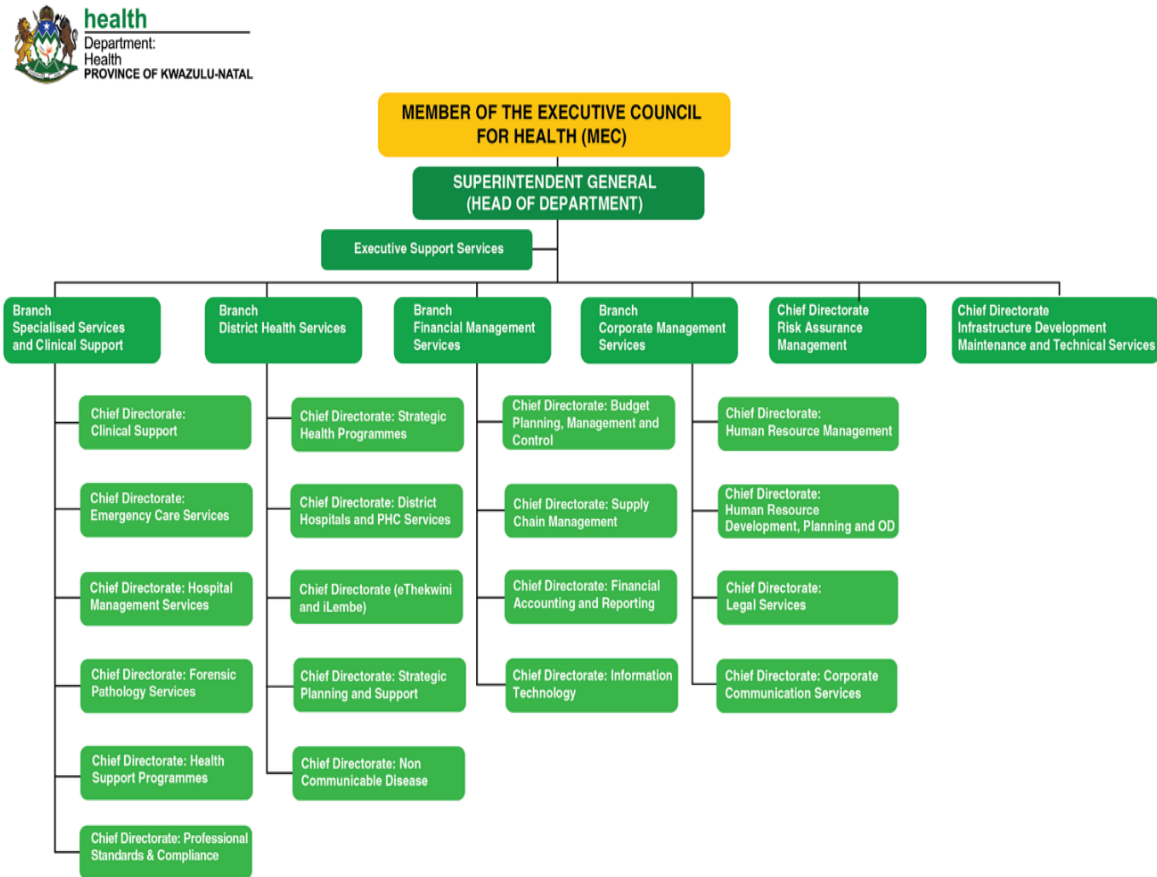 health
Department:
Health
PROVINCE OF KWAZULU-NATAL
MEMBER OF THE EXECUTIVE COUNCIL
FOR HEALTH (MEC)
SUPERINTENDENT GENERAL
(HEAD OF DEPARTMENT)
Executive Support Services
Branch
Specialised Services
and Clinical Support
Branch
District Health Services
Branch
Financial Management
Services
Branch
Corporate Management
Services
Chief Directorate
Risk Assurance
Management
Chief Directorate
Infrastructure Development
Maintenance and Technical Services
Chief Directorate:
Clinical Support
Chief Directorate:
Emergency Care Services
Chief Directorate: Hospital
Management Services
Chief Directorate: Forensic
Pathology Services
Chief Directorate: Health
Support Programmes
Chief Directorate: Professional
Standards & Compliance
Chief Directorate: Strategic
Health Programmes
Chief Directorate: District
Hospitals and PHC Services
Chief Directorate (eThekwini
and iLembe)
Chief Directorate: Strategic
Planning and Support
Chief Directorate: Non
Communicable Disease
Chief Directorate: Budget
Planning, Management and
Control
Chief Directorate: Supply
Chain Management
Chief Directorate: Financial
Accounting and Reporting
Chief Directorate: Information
Technology
Chief Directorate:
Human Resource Management
Chief Directorate:
Human Resource
Development, Planning and OD
Chief Directorate:
Legal Services
Chief Directorate: Corporate
Communication Services